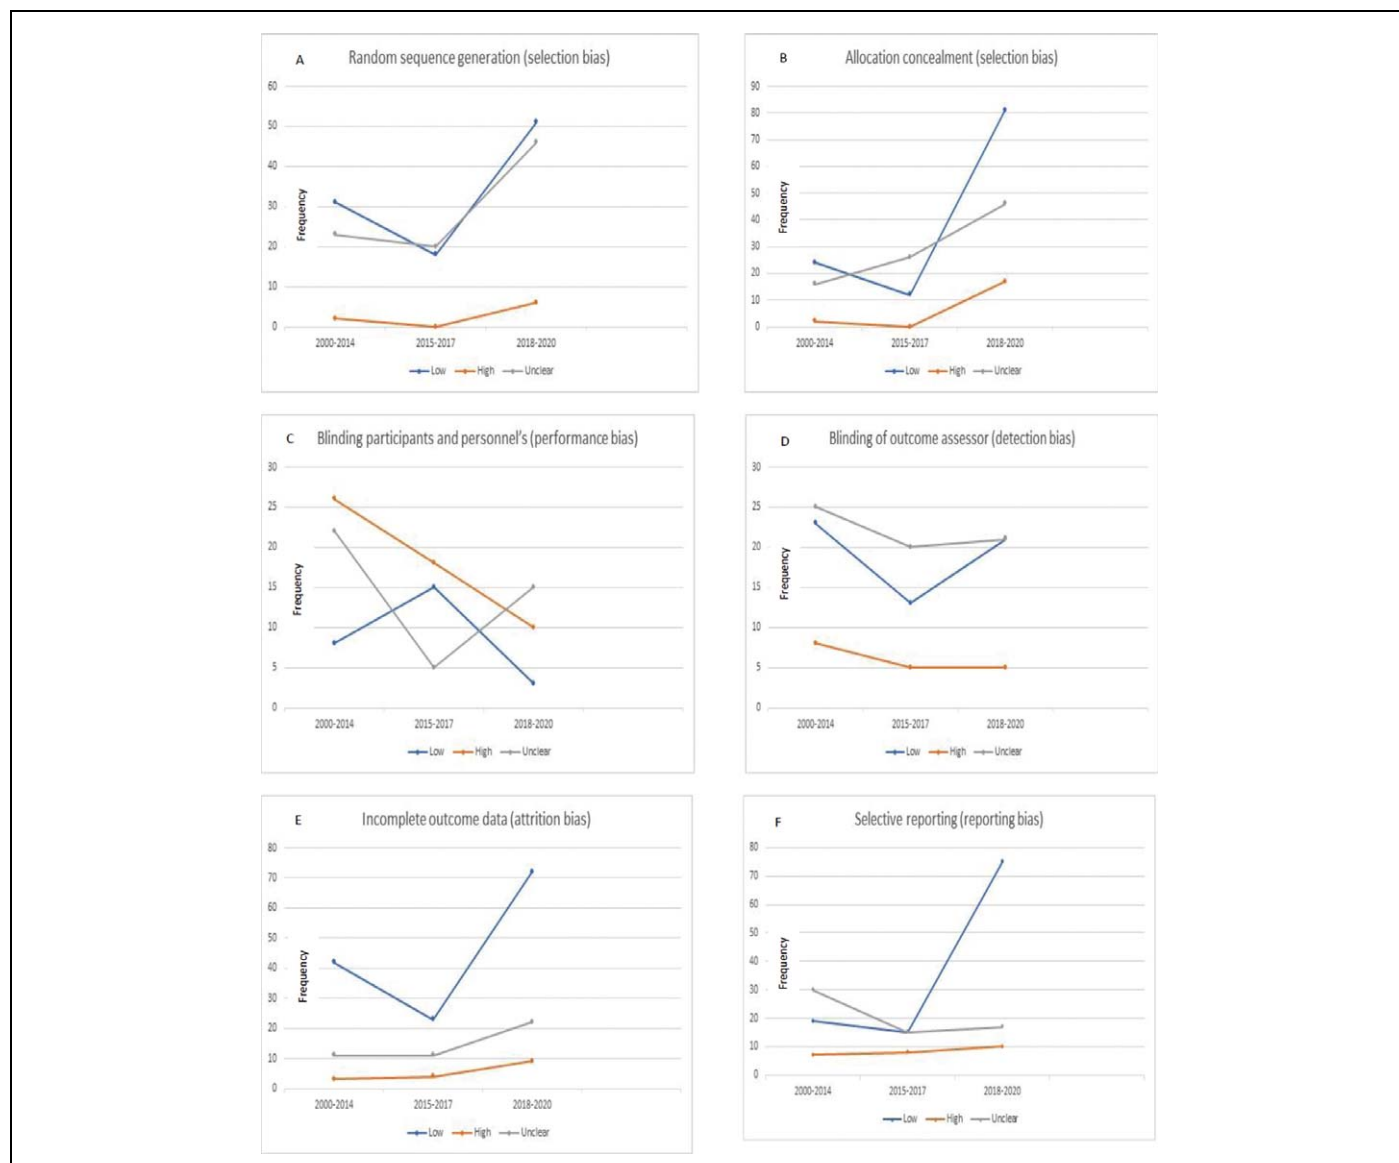 A Random sequence generation (selection bias)
60
50
40
30
20
10
0
Frequency
2000-2014 2015-2017 2018-2020
Low High Unclear
B Allocation concealment (selection bias)
90
80
70
60
50
40
30
20
10
0
Frequency
2000-2014 2015-2017 2018-2020
Low High Unclear
C Blinding participants and personnel's (performance bias)
30
25
20
15
10
5
0
Frequency
2000-2014 2015-2017 2018-2020
Low High Unclear
D Blinding of outcome assessor (detection bias)
30
25
20
15
10
5
0
Frequency
2000-2014 2015-2017 2018-2020
Low High Unclear
E Incomplete outcome data (attrition bias)
80
70
60
50
40
30
20
10
0
Frequency
2000-2014 2015-2017 2018-2020
Low High Unclear
F Selective reporting (reporting bias)
80
70
60
50
40
30
20
10
0
Frequency
2000-2014 2015-2017 2018-2020
Low High Unclear